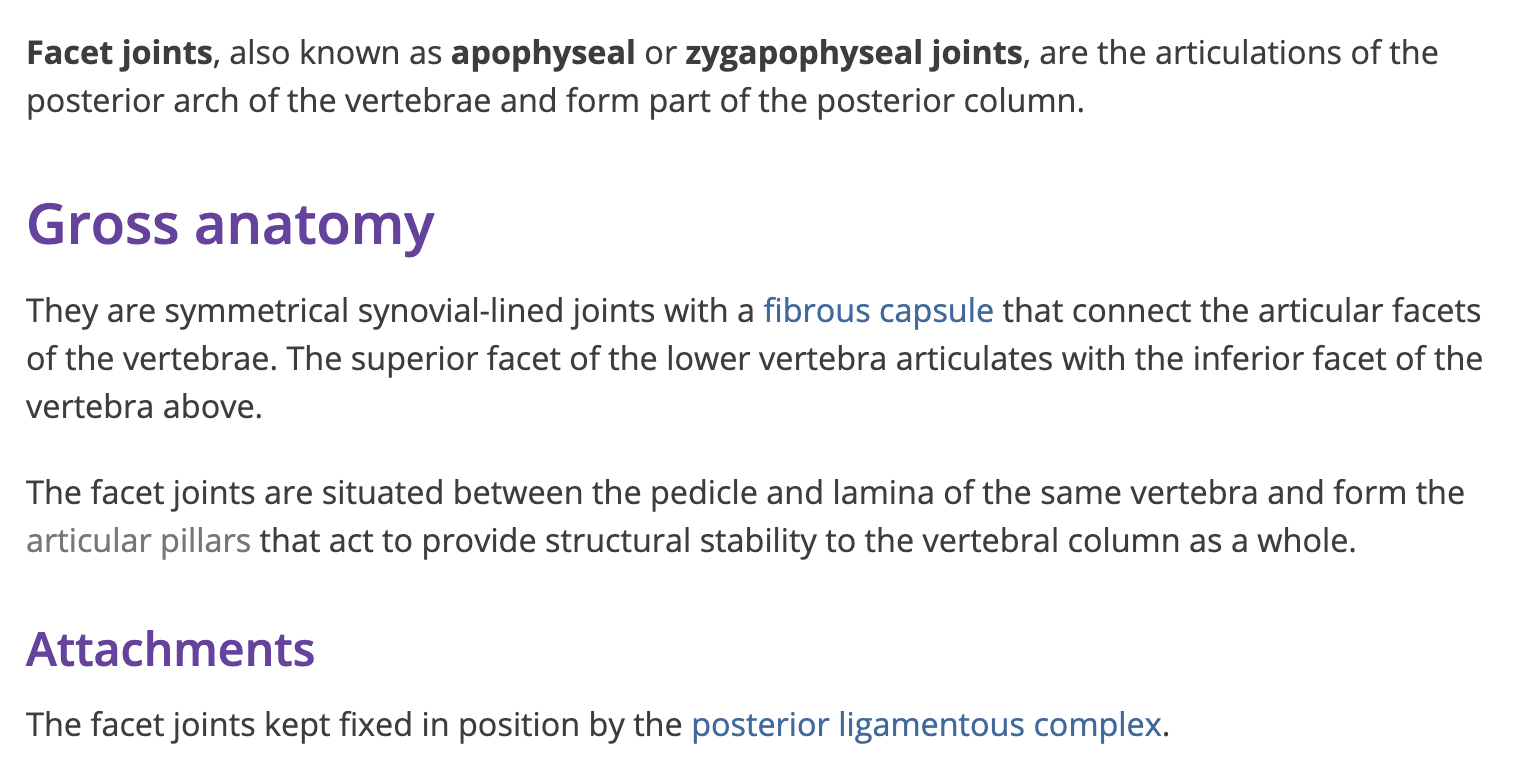 Facet joints, also known as apophyseal or zygapophyseal joints, are the articulations of the
posterior arch of the vertebrae and form part of the posterior column.
Gross anatomy
They are symmetrical synovial-lined joints with a fibrous capsule that connect the articular facets
of the vertebrae. The superior facet of the lower vertebra articulates with the inferior facet of the
vertebra above.
The facet joints are situated between the pedicle and lamina of the same vertebra and form the
articular pillars that act to provide structural stability to the vertebral column as a whole.
Attachments
The facet joints kept fixed in position by the posterior ligamentous complex.